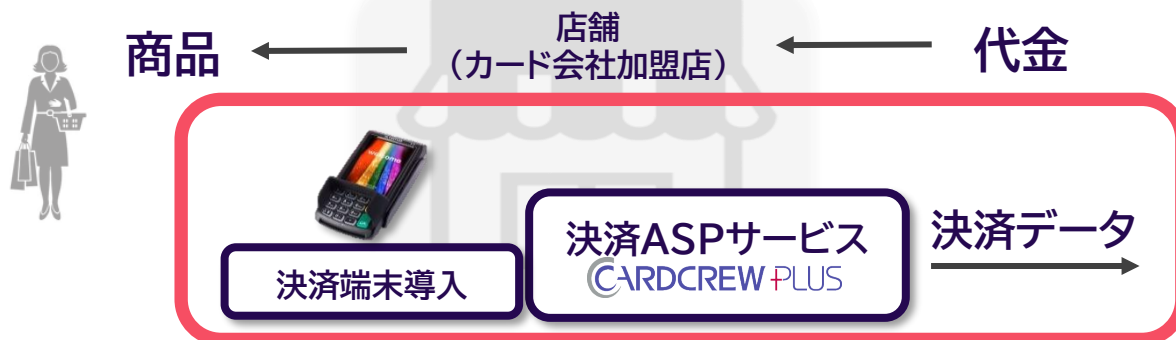 商品
店舗
（カード会社加盟店）
代金
welcome
決済端末導入
決済ASPサービス
CARDCREW PLUS
決済データ